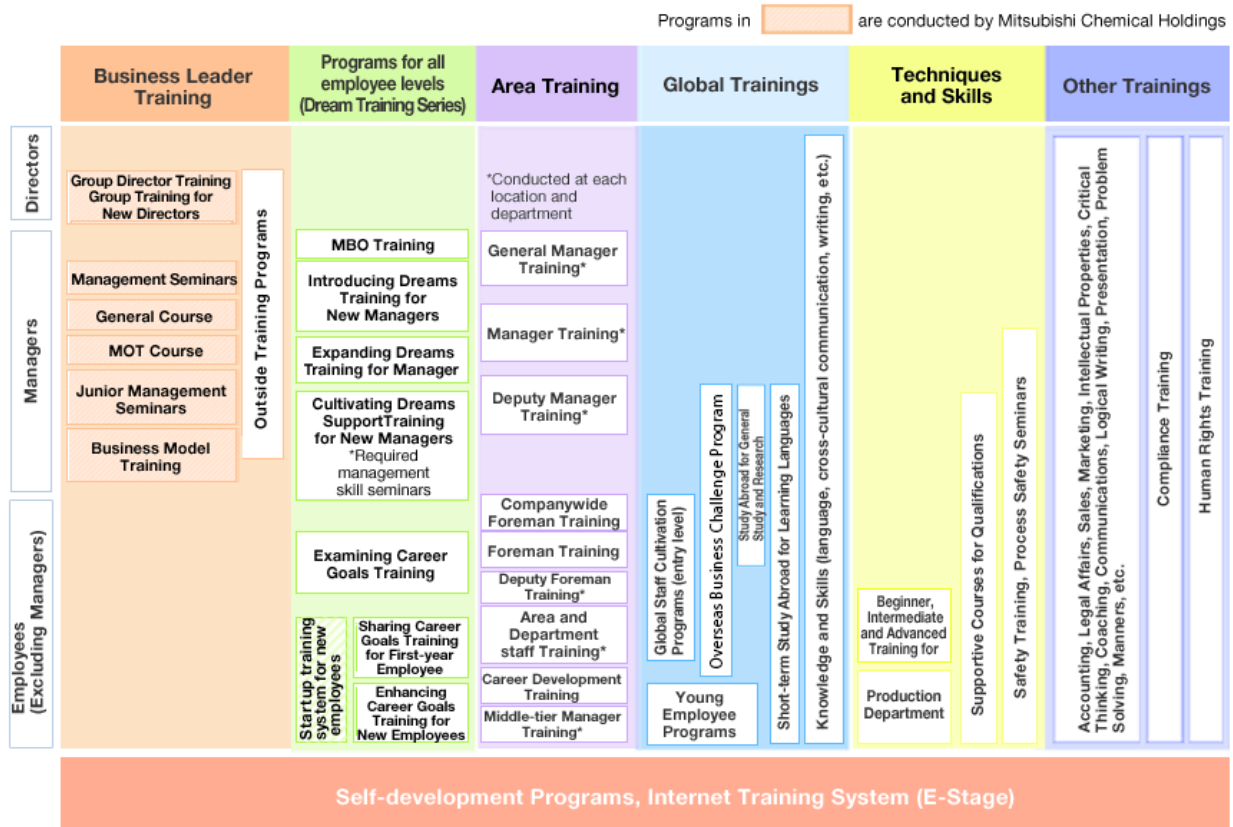 Programs in are conducted by Mitsubishi Chemical Holdings
Business Leader
Training
Programs for all
employee levels
(Dream Training Series)
Area Training
Global Trainings
Techniques
and Skills
Other Trainings
Directors
Managers
Employees
(Excluding Managers)
Group Director Training
Group Training for
New Directors
Management Seminars
General Course
MOT Course
Junior Management
Seminars
Business Model
Training
Outside Training Programs
MBO Training
Introducing Dreams
Training for
New Managers
Expanding Dreams
Training for Manager
Cultivating Dreams
SupportTraining
for New Managers
*Required
management
skill seminars
Examining Career
Goals Training
Startup training
system for new
employees
Sharing Career
Goals Training
for First-year
Employee
Enhancing
Career Goals
Training for
New Employees
*Conducted at each
location and
department
General Manager
Training*
Manager Training*
Deputy Manager
Training*
Companywide
Foreman Training
Foreman Training
Deputy Foreman
Training*
Area and
Department
staff Training*
Career Development
Training
Middle-tier Manager
Training*
Global Staff Cultivation
Programs (entry level)
Young
Employee
Programs
Overseas Business Challenge Program
Study Abroad for General
Study and Research
Short-term Study Abroad for Learning Languages
Knowledge and Skills (language, cross-cultural communication, writing, etc.)
Beginner,
Intermediate
and Advanced
Training for
Production
Department
Supportive Courses for Qualifications
Safety Training, Process Safety Seminars
Accounting, Legal Affairs, Sales, Marketing, Intellectual Properties, Critical
Thinking, Coaching, Communications, Logical Writing, Presentation, Problem
Solving, Manners, etc.
Compliance Training
Human Rights Training
Self-development Programs, Internet Training System (E-Stage)